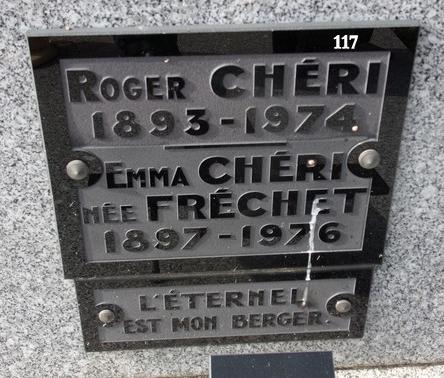 117
ROGER CHÉRI
1893-1974
EMMA CHÉRI
NÉE FRÉCHET
1897-1976
L'ÉTERNEL
EST MON BERGER.